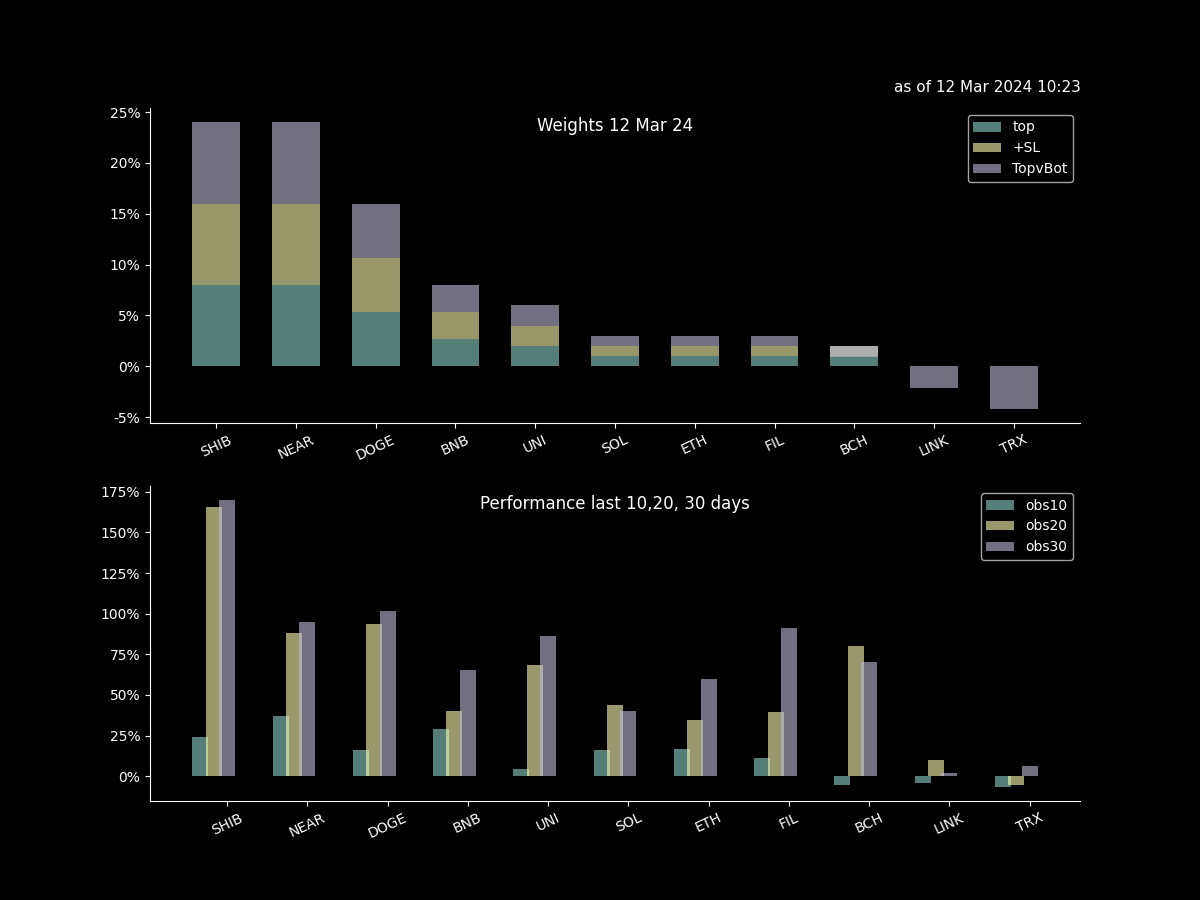 as of 12 Mar 2024 10:23
Weights 12 Mar 24
25%
20%
15%
10%
5%
0%
-5%
top
+SL
TopvBot
SHIB NEAR DOGE BNB UNI SOL ETH FIL BCH LINK TRX
Performance last 10,20, 30 days
175%
150%
125%
100%
75%
50%
25%
0%
obs10
obs20
obs30
SHIB NEAR DOGE BNB UNI SOL ETH FIL BCH LINK TRX